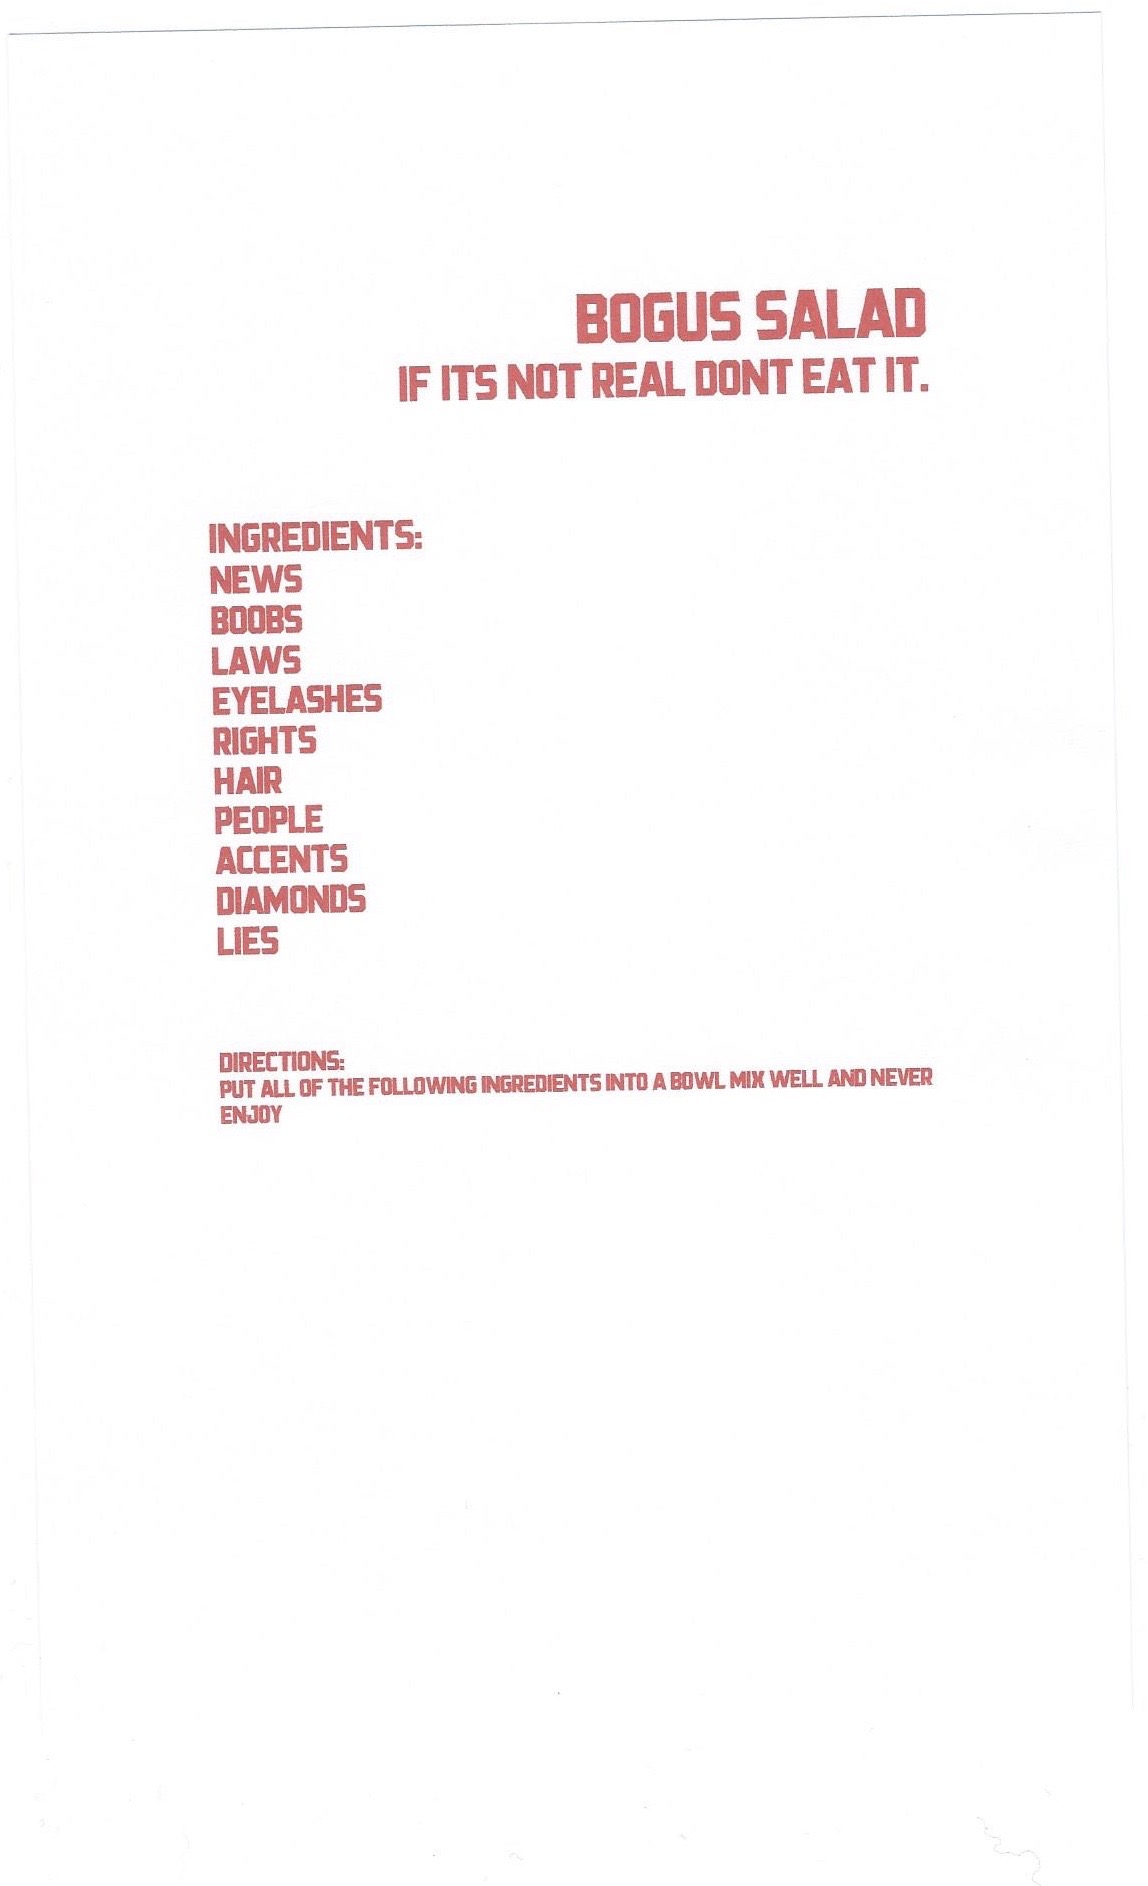 BOGUS SALAD
IF ITS NOT REAL DONT EAT IT.
INGREDIENTS:
NEWS
BOOBS
LAWS
EYELASHES
RIGHTS
HAIR
PEOPLE
ACCENTS
DIAMONDS
LIES
DIRECTIONS:
PUT ALL OF THE FOLLOWING INGREDIENTS INTO A BOWL MIX WELL AND NEVER
ENJOY